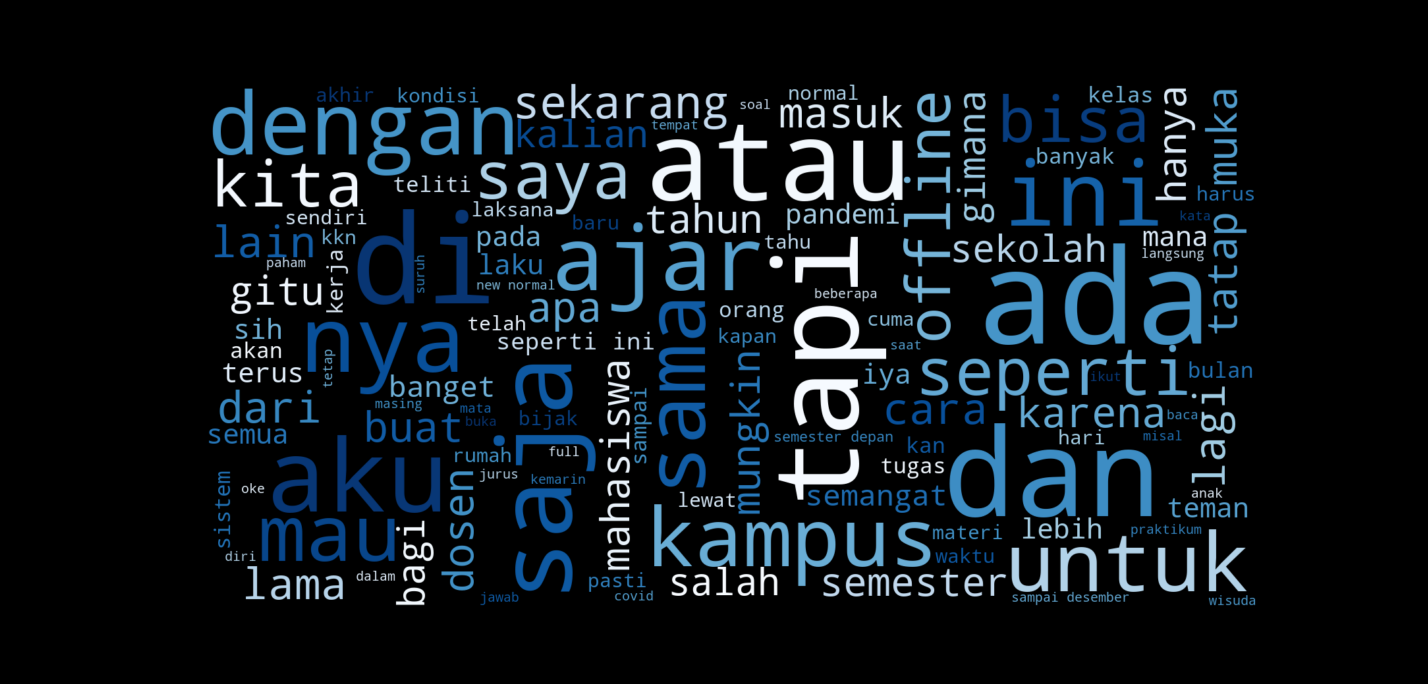 akhir
kondisi
dengan
sekarang
soal
normal
masuk
kelas
kalian
tempat
atau
offline
gimana
bisa
hanya
muka
banyak
kita
teliti
saya
ini
harus
sendiri
laksana
baru
tahun
pandemi
kata
lain
kkn
di
pada
ajar
tahu
tapi
sekolah
mana
langsung
tatap
paham
kerja
suruh
laku
new normal
gitu
apa
beberapa
ada
sih
nya
telah
sama
orang
cuma
akan
seperti ini
kapan
saat
terus
tetap
saja
mahasiswa
mungkin
iya
seperti
ikut
bulan
banget
dari
masing
mata
buka
bijak
sampai
cara
karena
baca
lagi
semua
buat
semester depan
kan
hari
misal
aku
rumah
full
tugas
dan
sistem
oke
dosen
jurus
kemarin
lewat
semangat
anak
teman
mau
bagi
kampus
materi
lebih
praktikum
diri
waktu
untuk
lama
dalam
pasti
salah
semester
jawab
covid
sampai desember
wisuda